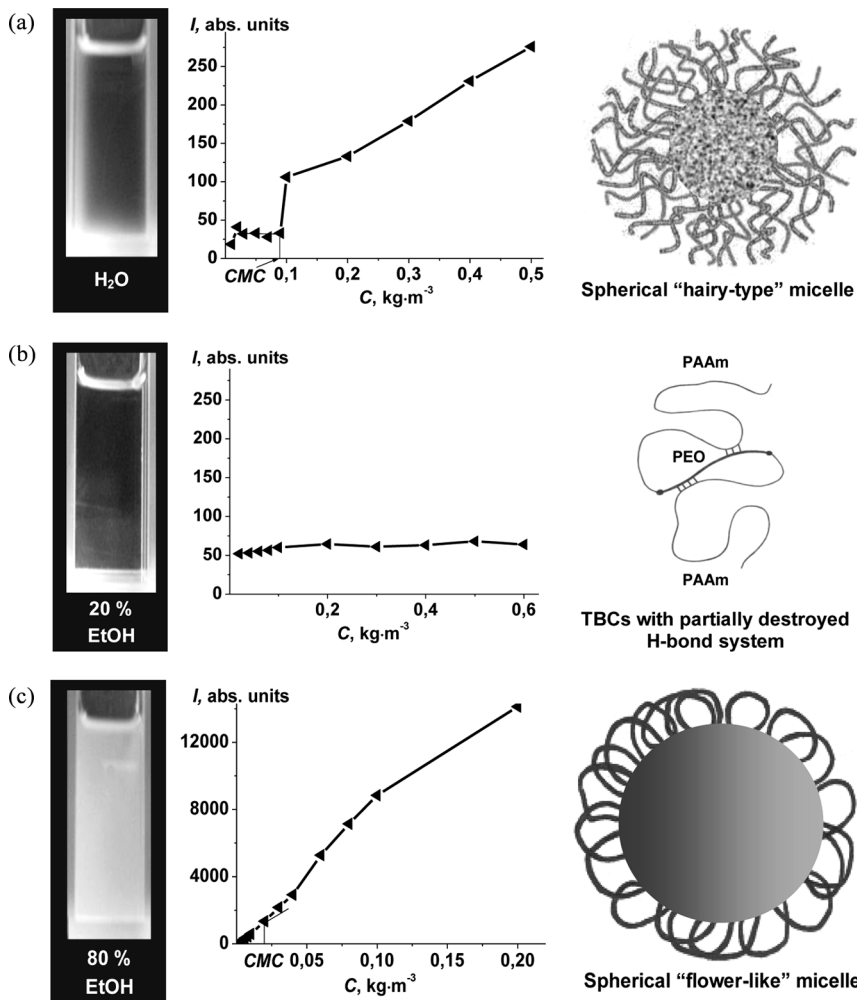 (a)
I, abs. units
250
200
150
100
50
0
CMC 0,1 0,2 0,3 0,4 0,5
C, kg·m⁻³
H₂O
Spherical “hairy-type” micelle
(b)
I, abs. units
250
200
150
100
50
0
0,2 0,4 0,6
C, kg·m⁻³
20 %
EtOH
PAAm
PEO
PAAm
TBCs with partially destroyed
H-bond system
(c)
I, abs. units
12000
8000
4000
0
CMC 0,05 0,10 0,15 0,20
C, kg·m⁻³
80 %
EtOH
Spherical “flower-like” micelle